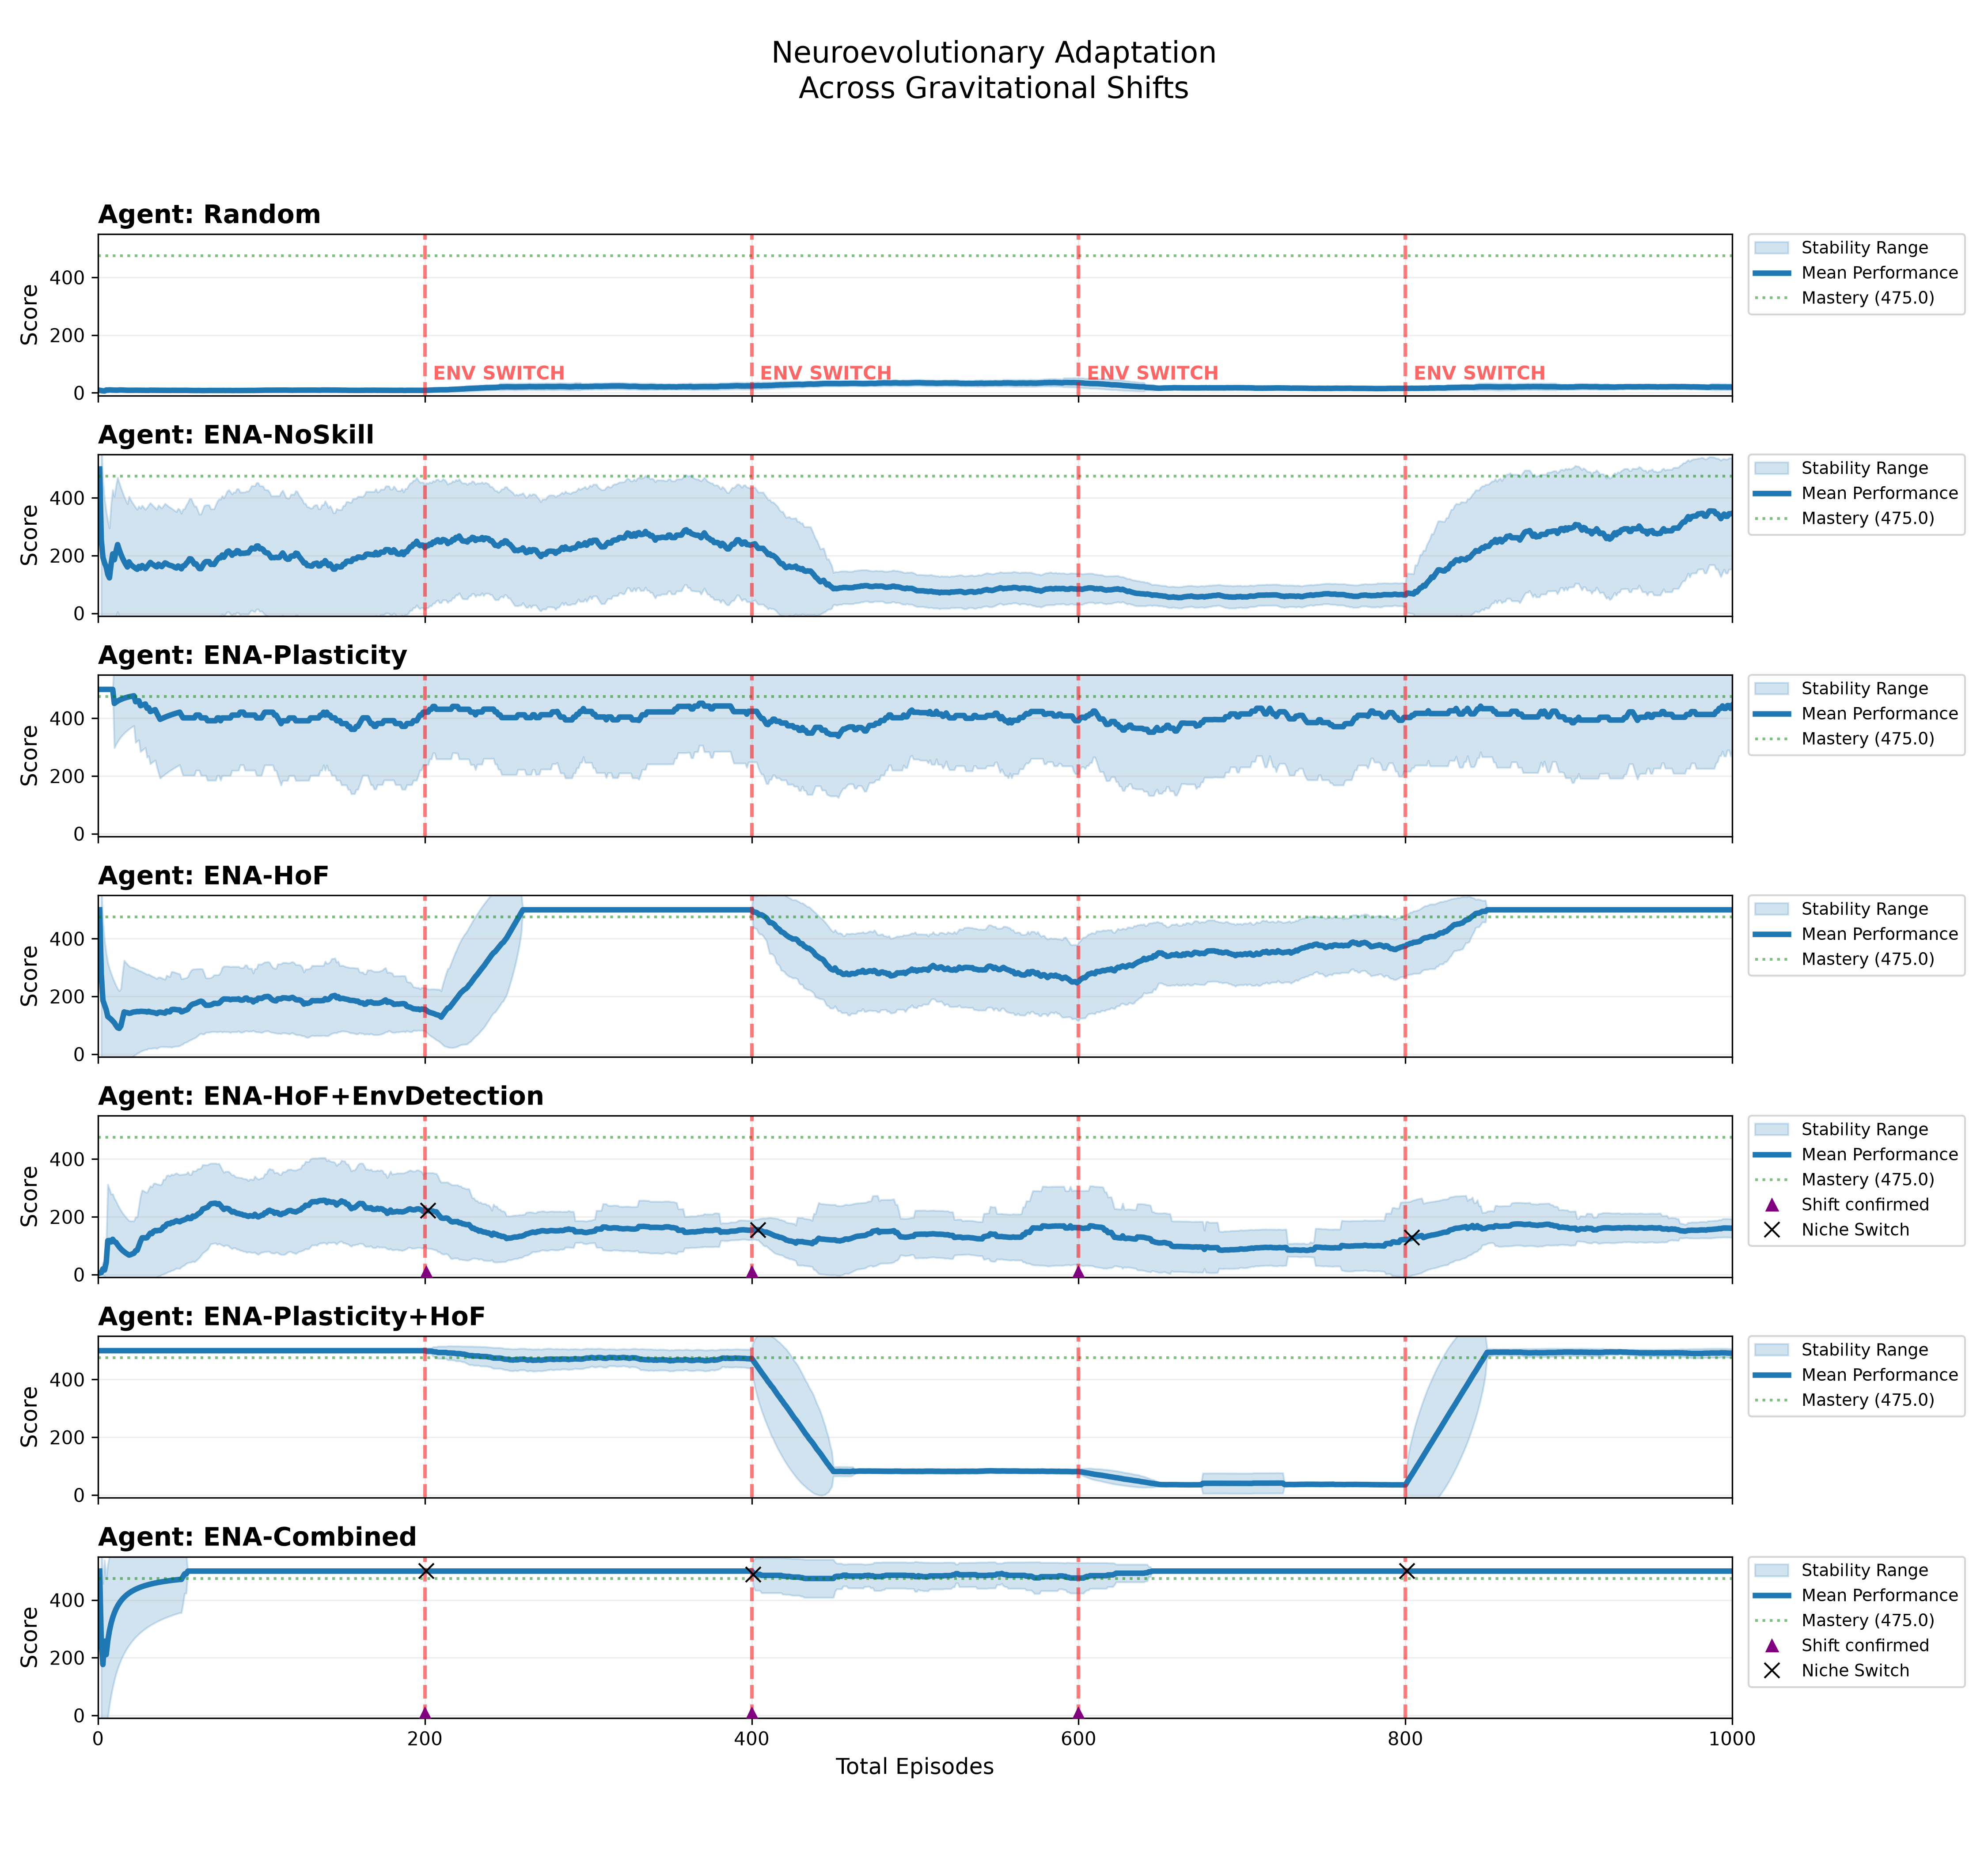 Neuroevolutionary Adaptation
Across Gravitational Shifts
Agent: Random
Score
400
200
0
ENV SWITCH
ENV SWITCH
ENV SWITCH
ENV SWITCH
Stability Range
Mean Performance
Mastery (475.0)
Agent: ENA-NoSkill
Score
400
200
0
Stability Range
Mean Performance
Mastery (475.0)
Agent: ENA-Plasticity
Score
400
200
0
Stability Range
Mean Performance
Mastery (475.0)
Agent: ENA-HoF
Score
400
200
0
Stability Range
Mean Performance
Mastery (475.0)
Agent: ENA-HoF+EnvDetection
Score
400
200
0
Stability Range
Mean Performance
Mastery (475.0)
Shift confirmed
Niche Switch
Agent: ENA-Plasticity+HoF
Score
400
200
0
Stability Range
Mean Performance
Mastery (475.0)
Agent: ENA-Combined
Score
400
200
0
Stability Range
Mean Performance
Mastery (475.0)
Shift confirmed
Niche Switch
0 200 400 600 800 1000
Total Episodes